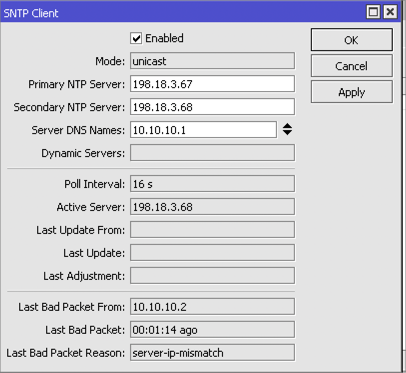 SNTP Client
Enabled
OK
Mode: unicast
Cancel
Primary NTP Server: 198.18.3.67
Apply
Secondary NTP Server: 198.18.3.68
Server DNS Names: 10.10.10.1
Dynamic Servers:
Poll Interval: 16 s
Active Server: 198.18.3.68
Last Update From:
Last Update:
Last Adjustment:
Last Bad Packet From: 10.10.10.2
Last Bad Packet: 00:01:14 ago
Last Bad Packet Reason: server-ip-mismatch